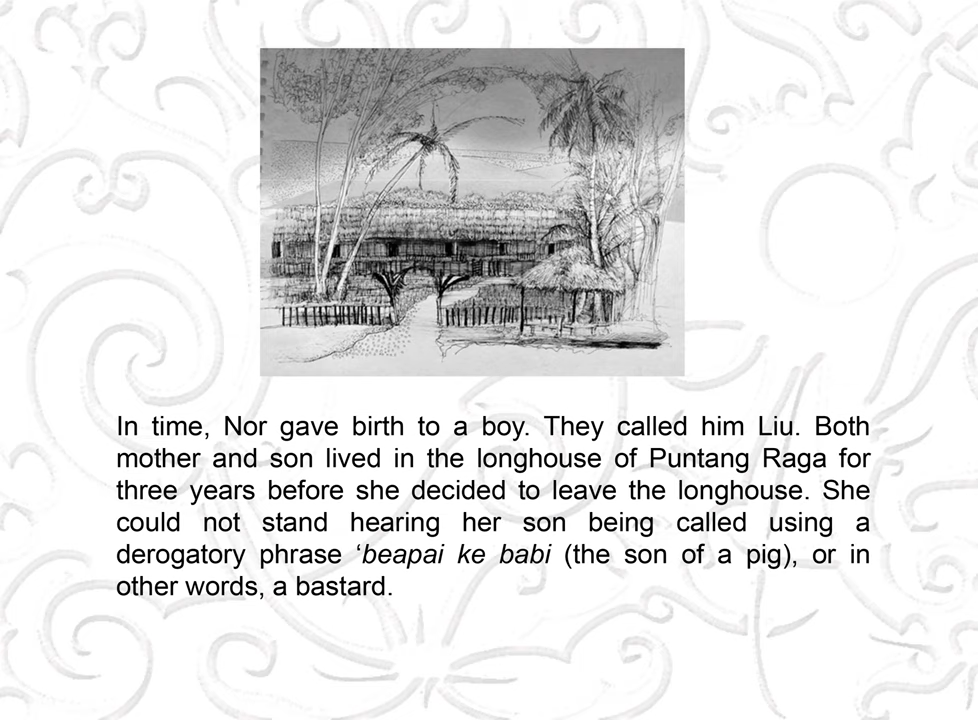 In time, Nor gave birth to a boy. They called him Liu. Both
mother and son lived in the longhouse of Puntang Raga for
three years before she decided to leave the longhouse. She
could not stand hearing her son being called using a
derogatory phrase ‘beapai ke babi (the son of a pig), or in
other words, a bastard.